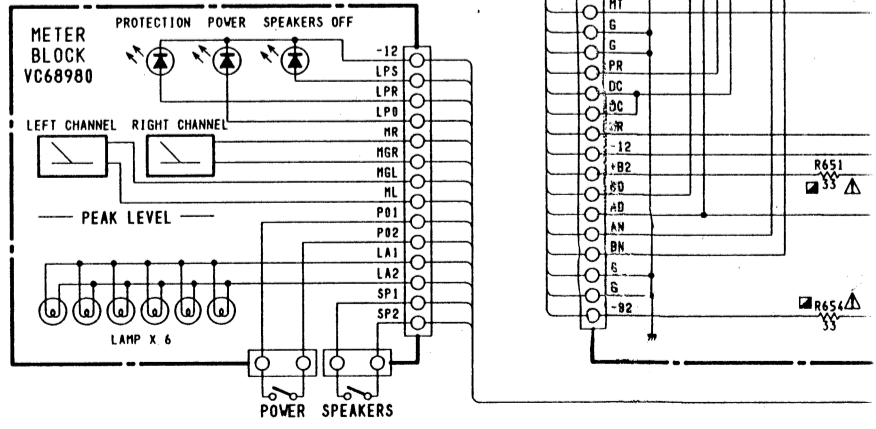 PROTECTION POWER SPEAKERS OFF
METER
BLOCK
VC68980
-12
LPS
LPR
LPO
LEFT CHANNEL RIGHT CHANNEL
MR
MGR
MGL
ML
PEAK LEVEL
PO1
PO2
LA1
LA2
SP1
SP2
LAMP X 6
POWER SPEAKERS
MT
G
G
PR
DC
DC
-12
+B2
AD
AN
BN
G
G
-92
R651
33
R654
33